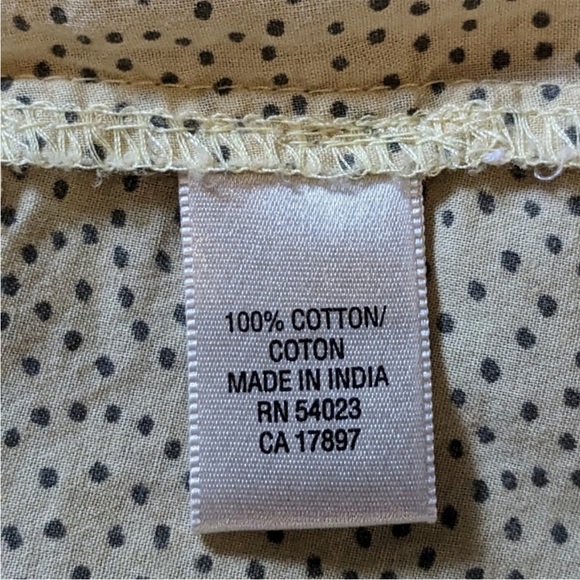 100% COTTON/
COTON
MADE IN INDIA
RN 54023
CA 17897